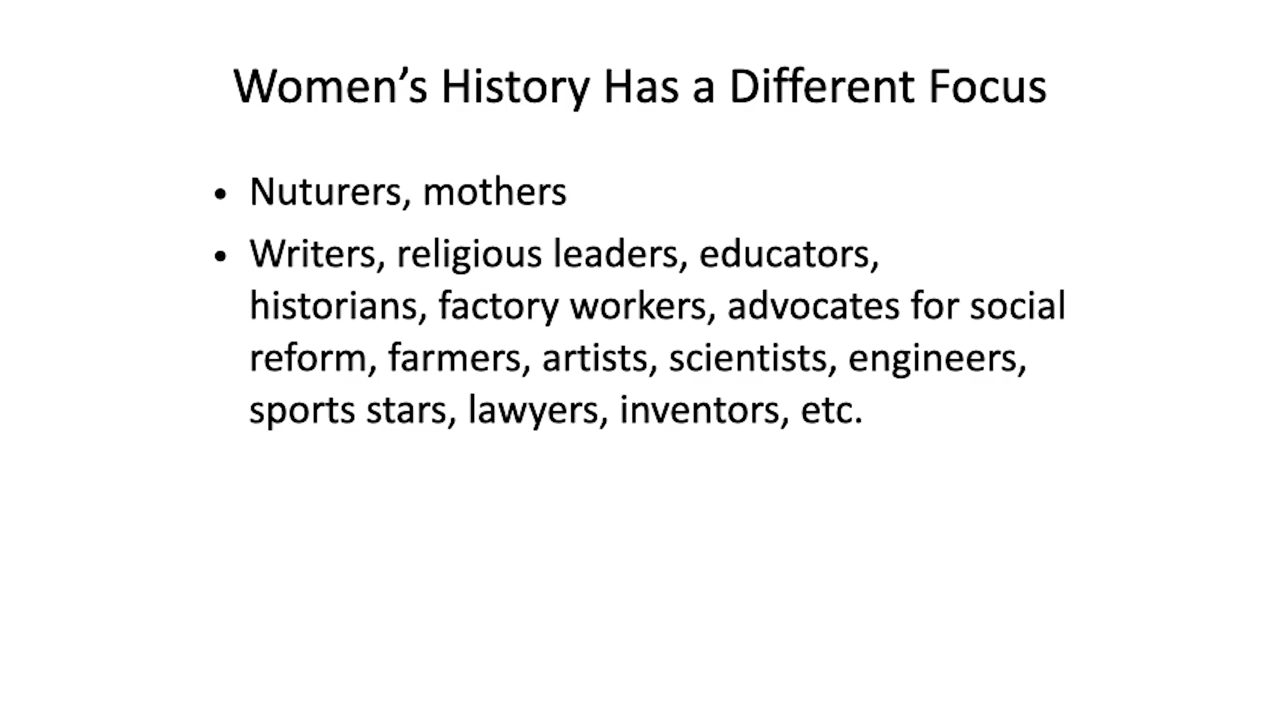 Women’s History Has a Different Focus
• Nuturers, mothers
• Writers, religious leaders, educators,
historians, factory workers, advocates for social
reform, farmers, artists, scientists, engineers,
sports stars, lawyers, inventors, etc.